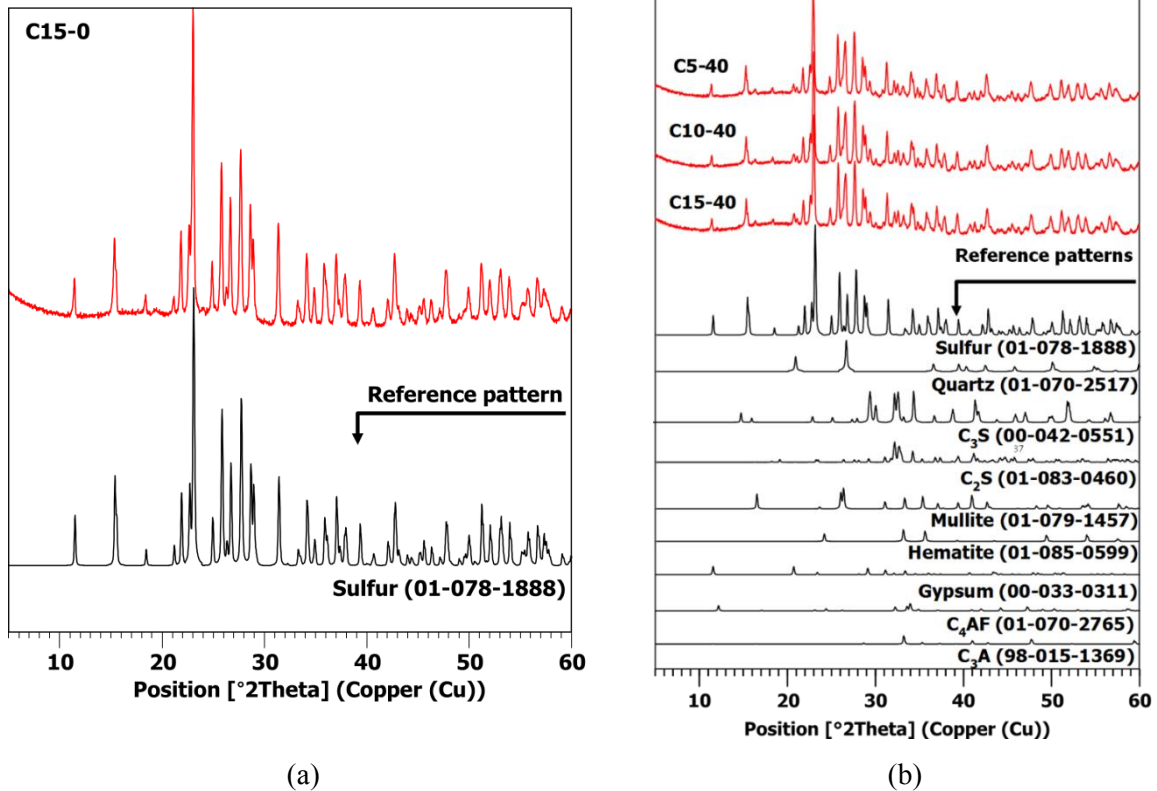 C15-0
Reference pattern
Sulfur (01-078-1888)
10 20 30 40 50 60
Position [°2Theta] (Copper (Cu))
(a)
C5-40
C10-40
C15-40
Reference patterns
Sulfur (01-078-1888)
Quartz (01-070-2517)
C₃S (00-042-0551)
37
C₂S (01-083-0460)
Mullite (01-079-1457)
Hematite (01-085-0599)
Gypsum (00-033-0311)
C₄AF (01-070-2765)
C₃A (98-015-1369)
10 20 30 40 50 60
Position [°2Theta] (Copper (Cu))
(b)